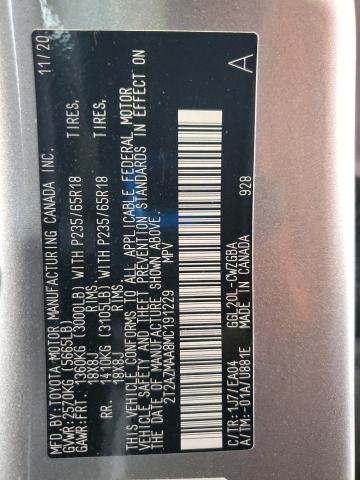 MFD.BY:TOYOTA MOTOR MANUFACTURING CANADA INC. 11/20
GVWR:2570KG (5665LB)
GAWR:FR. 1360KG (3000LB) WITH P235/65R18 TIRES,
18X8J RIMS
RR. 1410KG (3105LB) WITH P235/65R18 TIRES,
18X8J RIMS
THIS VEHICLE CONFORMS TO ALL APPLICABLE FEDERAL MOTOR
VEHICLE SAFETY AND THEFT PREVENTION STANDARDS IN EFFECT ON
THE DATE OF MANUFACTURE SHOWN ABOVE.
2T2AZMAA8MC191229 MPV A
C/TR:1J7/EA04 GGL20L-CWZGBA
A/TM:-01A/U881E MADE IN CANADA 928